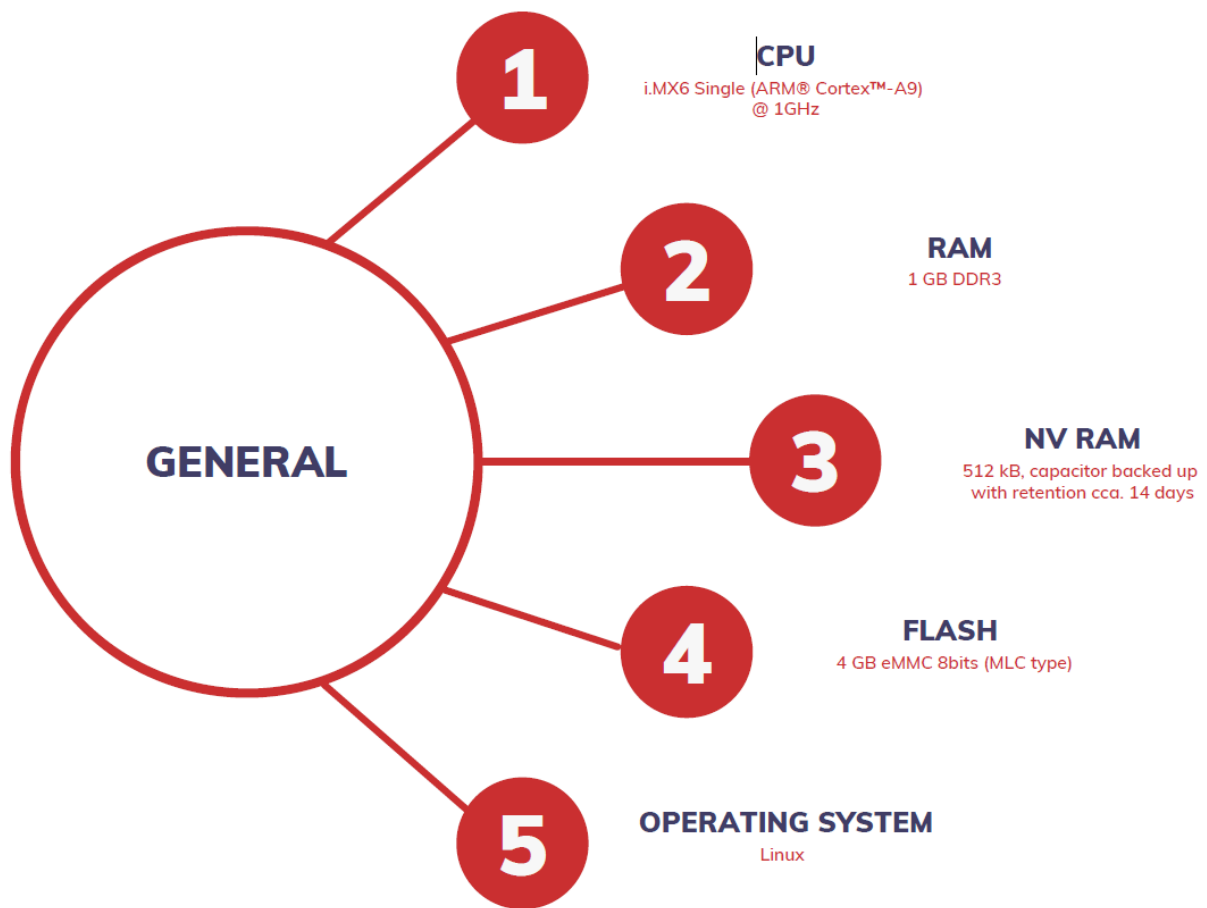 GENERAL
1
CPU
i.MX6 Single (ARM® Cortex™-A9)
@ 1GHz
2
RAM
1 GB DDR3
3
NV RAM
512 kB, capacitor backed up
with retention cca. 14 days
4
FLASH
4 GB eMMC 8bits (MLC type)
5
OPERATING SYSTEM
Linux